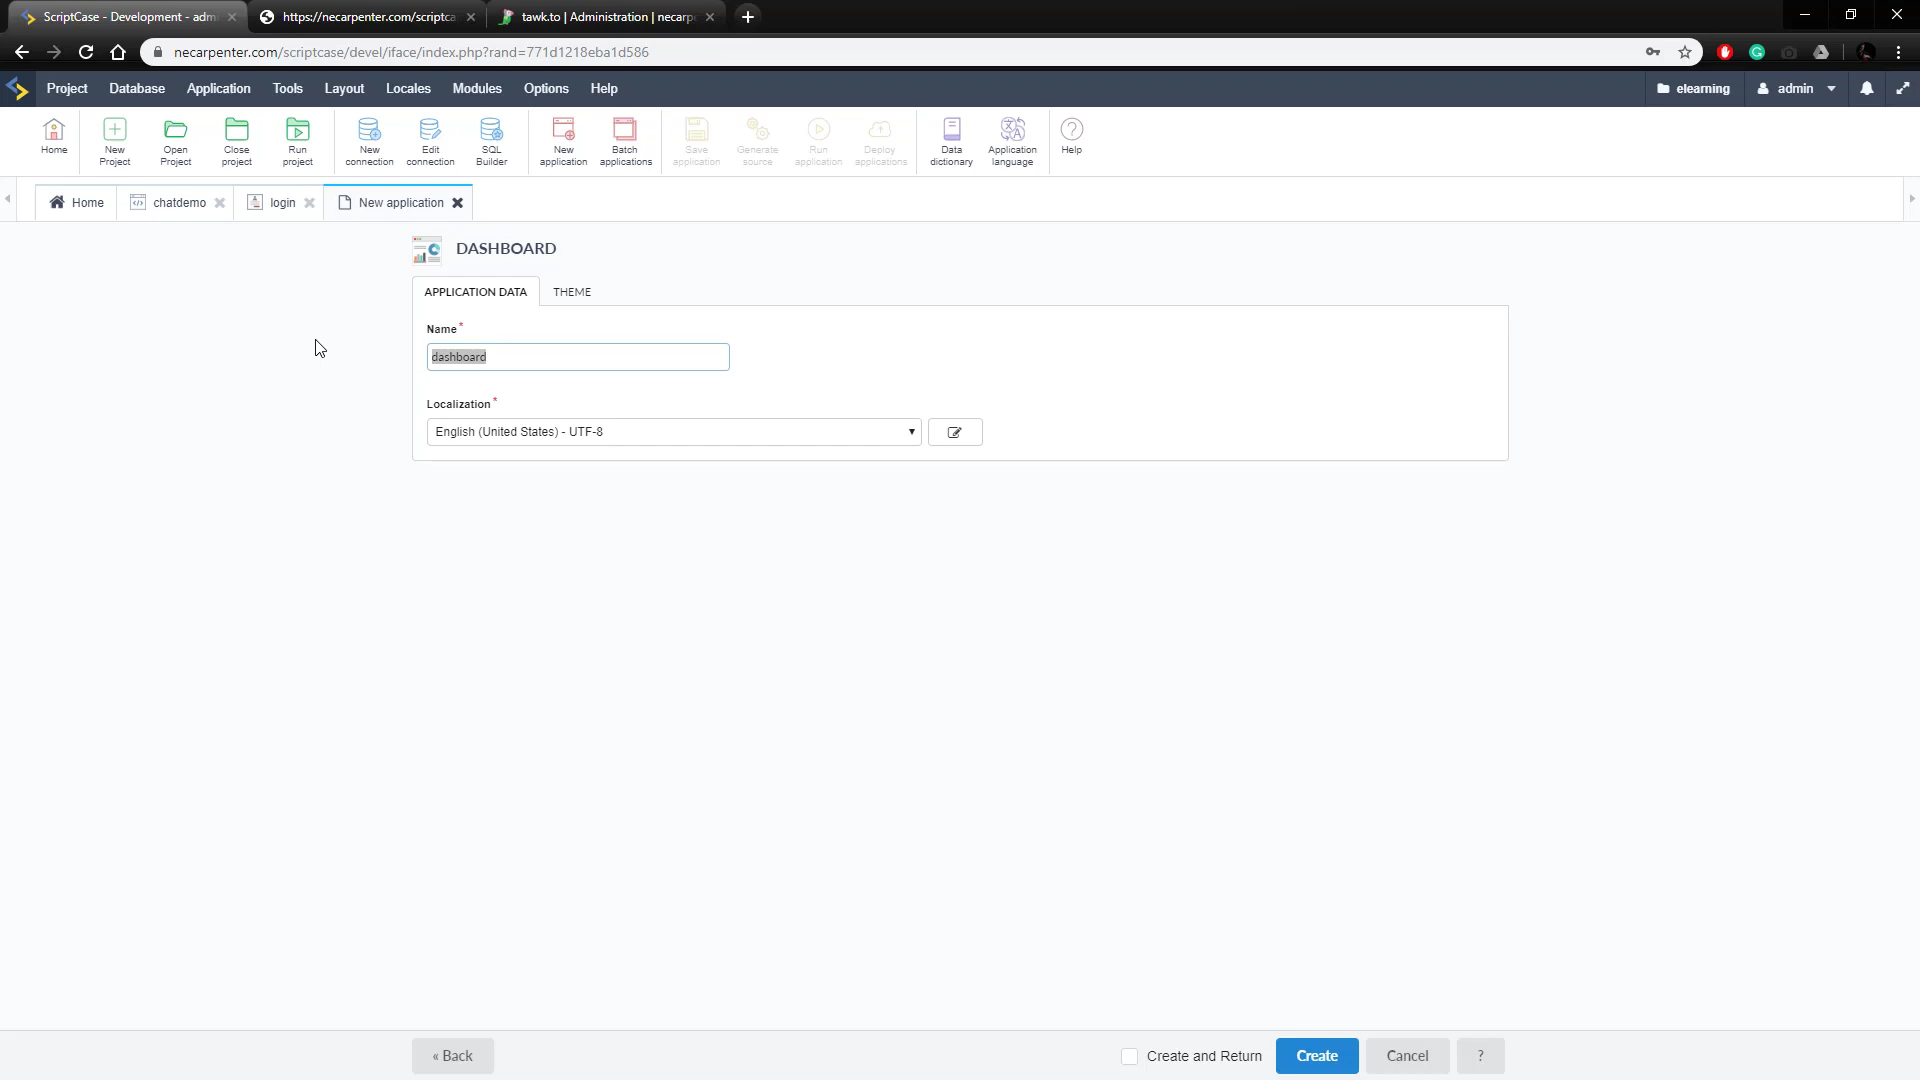 ScriptCase - Development - adm
https://necarpenter.com/scriptca
tawk.to | Administration | necarp
necarpenter.com/scriptcase/devel/iface/index.php?rand=771d1218eba1d586
Project Database Application Tools Layout Locales Modules Options Help elearning admin
Home
New Project
Open Project
Close project
Run project
New connection
Edit connection
SQL Builder
New application
Batch applications
Save application
Generate source
Run application
Deploy applications
Data dictionary
Application language
Help
Home chatdemo login New application
DASHBOARD
APPLICATION DATA THEME
Name *
dashboard
Localization *
English (United States) - UTF-8
« Back Create and Return Create Cancel ?